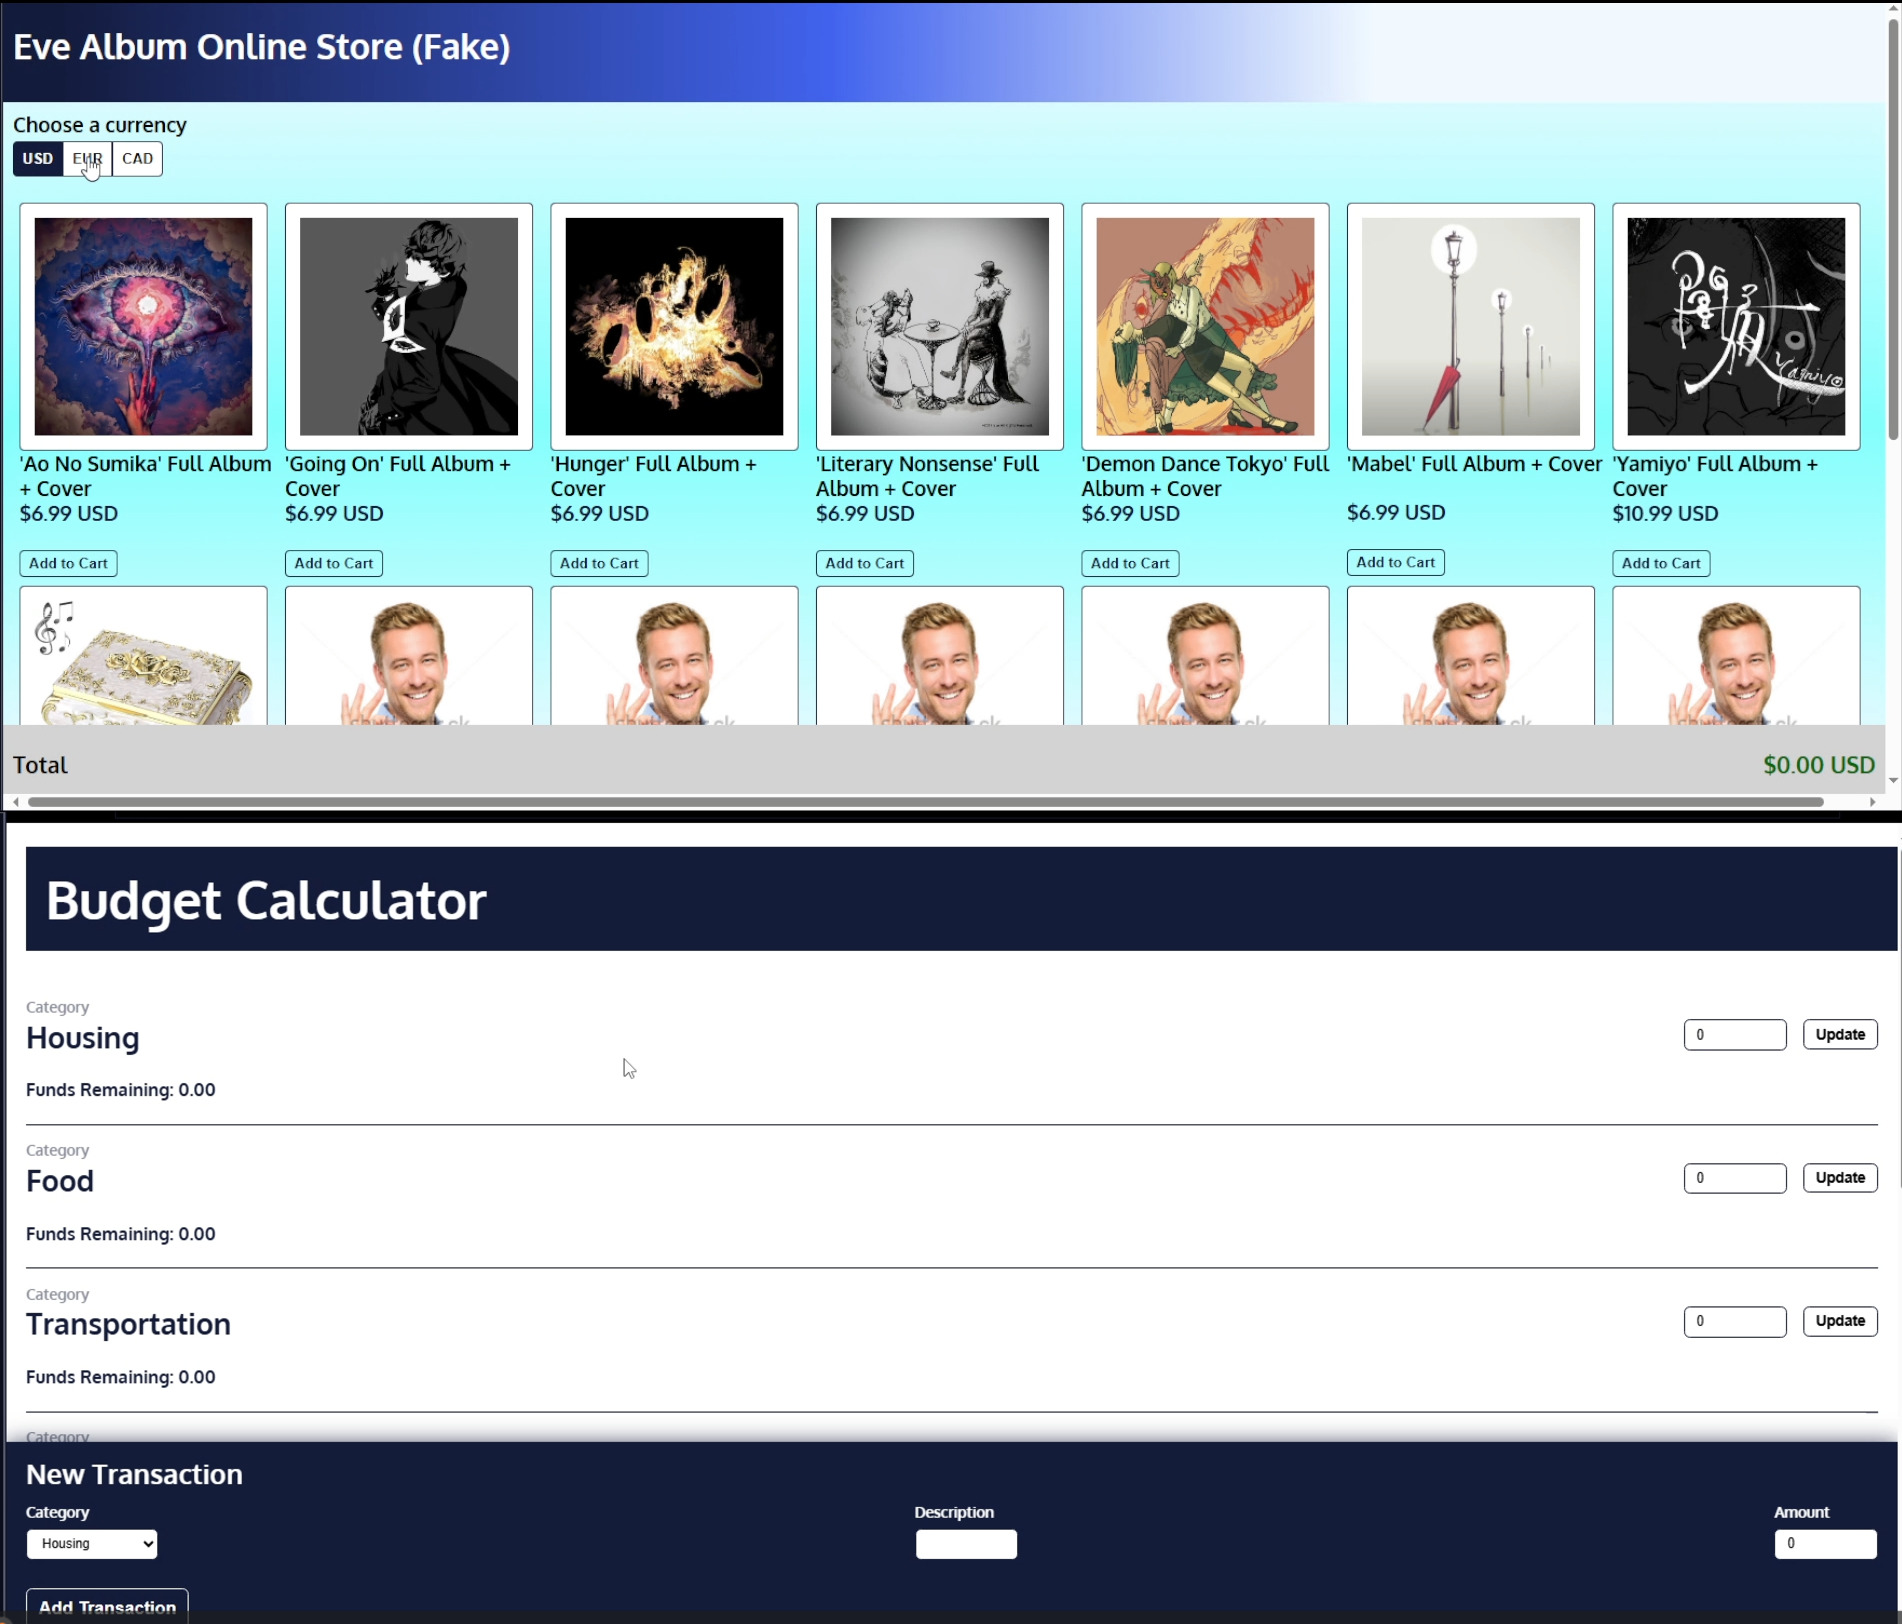 Eve Album Online Store (Fake)
Choose a currency
USD EUR CAD
'Ao No Sumika' Full Album
+ Cover
$6.99 USD
Add to Cart
'Going On' Full Album +
Cover
$6.99 USD
Add to Cart
'Hunger' Full Album +
Cover
$6.99 USD
Add to Cart
'Literary Nonsense' Full
Album + Cover
$6.99 USD
Add to Cart
'Demon Dance Tokyo' Full
Album + Cover
$6.99 USD
Add to Cart
'Mabel' Full Album + Cover
$6.99 USD
Add to Cart
'Yamiyo' Full Album +
Cover
$10.99 USD
Add to Cart
Total
$0.00 USD
Budget Calculator
Category
Housing
0 Update
Funds Remaining: 0.00
Category
Food
0 Update
Funds Remaining: 0.00
Category
Transportation
0 Update
Funds Remaining: 0.00
Category
New Transaction
Category
Housing
Description
Amount
0
Add Transaction